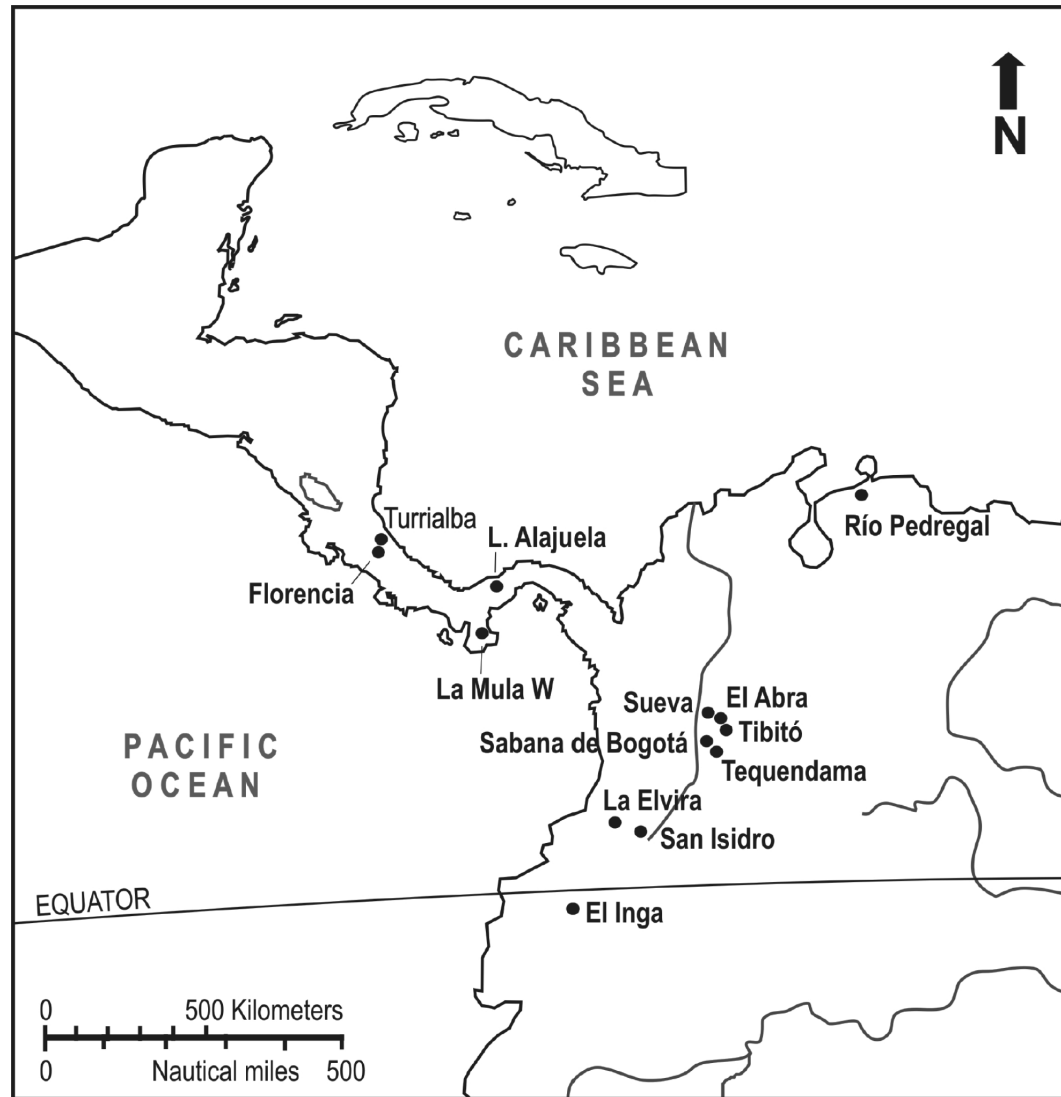 N
CARIBBEAN
SEA
Río Pedregal
Turrialba
L. Alajuela
Florencia
La Mula W
Sueva
El Abra
Tibitó
Sabana de Bogotá
Tequendama
PACIFIC
OCEAN
La Elvira
San Isidro
EQUATOR
El Inga
0 500 Kilometers
0 Nautical miles 500